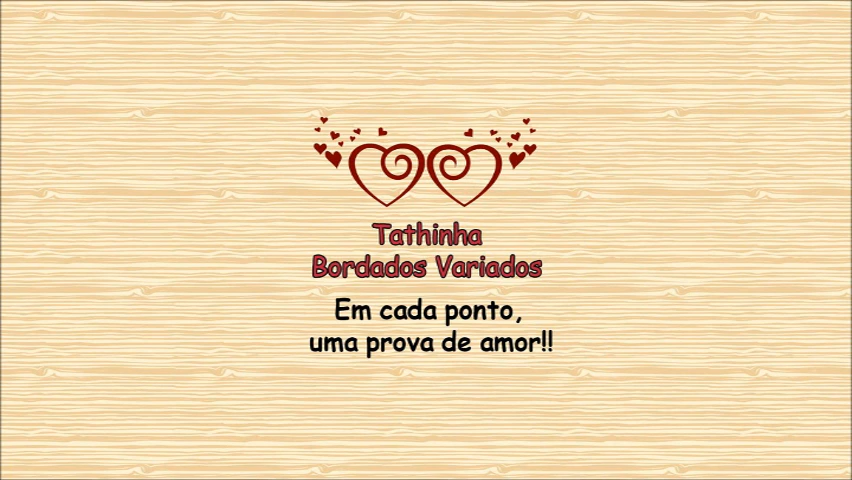 Tathinha
Bordados Variados
Em cada ponto,
uma prova de amor!!